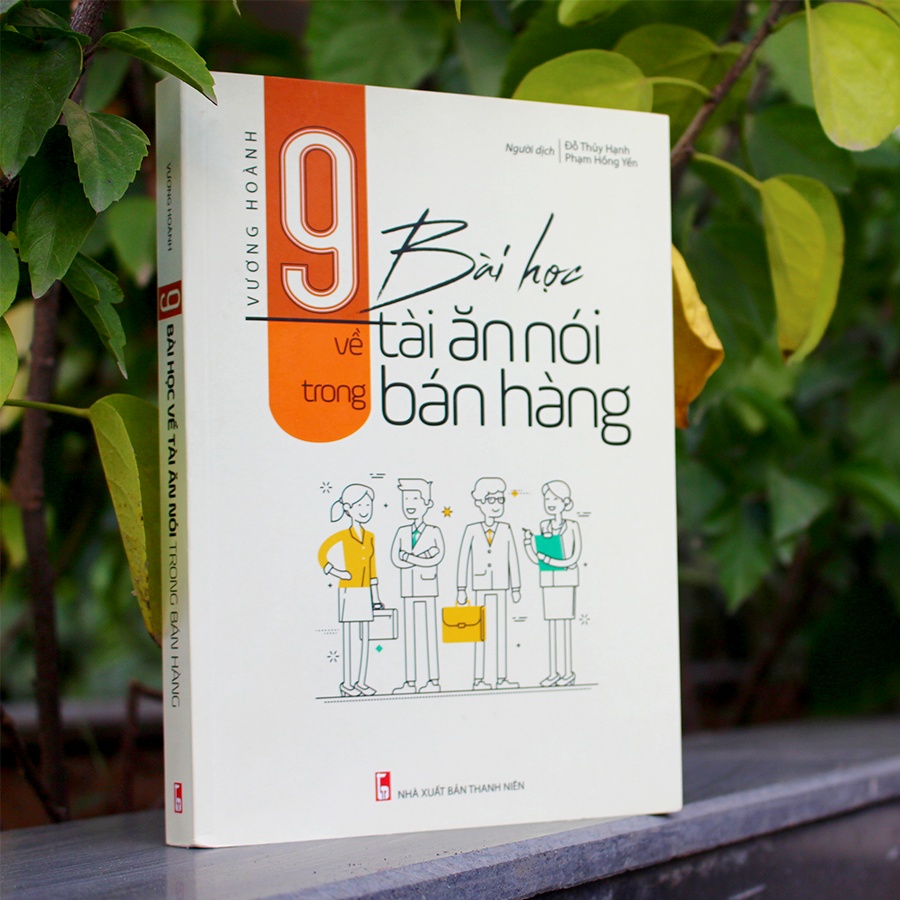 VƯƠNG HOÀNH
9 BÀI HỌC VỀ TÀI ĂN NÓI TRONG BÁN HÀNG
VƯƠNG HOÀNH
Người dịch
Đỗ Thúy Hạnh
Phạm Hồng Yến
9 Bài học
về tài ăn nói
trong bán hàng
NHÀ XUẤT BẢN THANH NIÊN